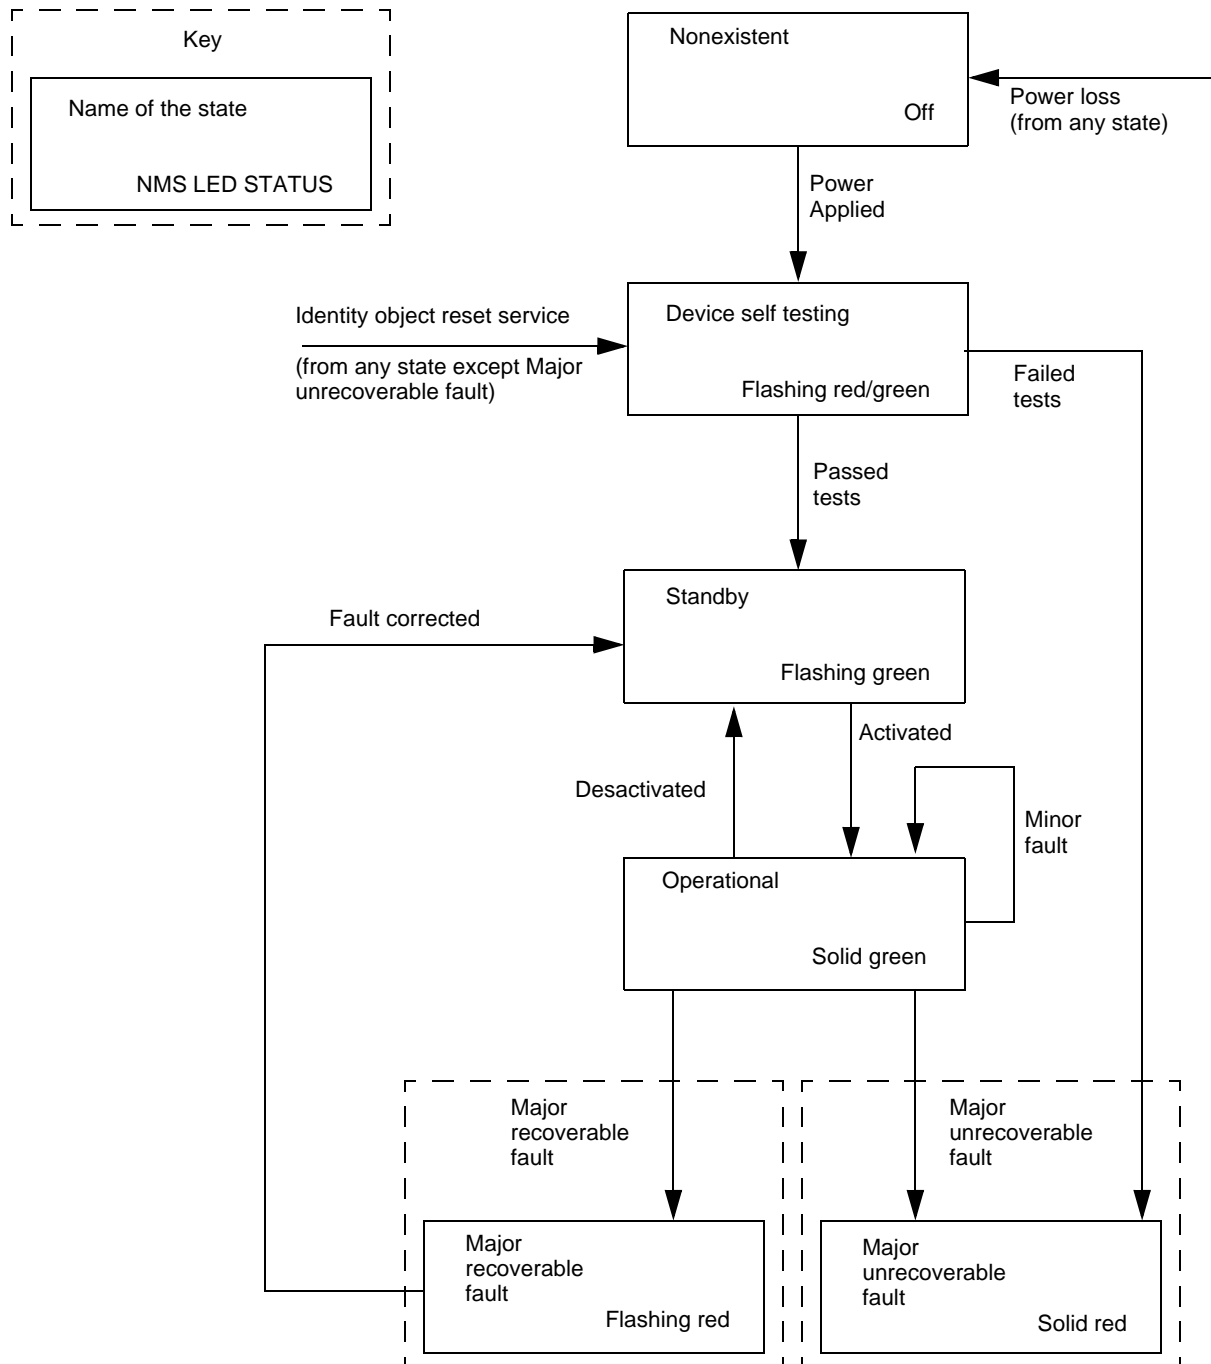 Key
Name of the state
NMS LED STATUS
Nonexistent
Off
Power loss
(from any state)
Power
Applied
Identity object reset service
(from any state except Major
unrecoverable fault)
Device self testing
Flashing red/green
Failed
tests
Passed
tests
Fault corrected
Standby
Flashing green
Activated
Desactivated
Minor
fault
Operational
Solid green
Major
recoverable
fault
Major
unrecoverable
fault
Major
recoverable
fault
Flashing red
Major
unrecoverable
fault
Solid red